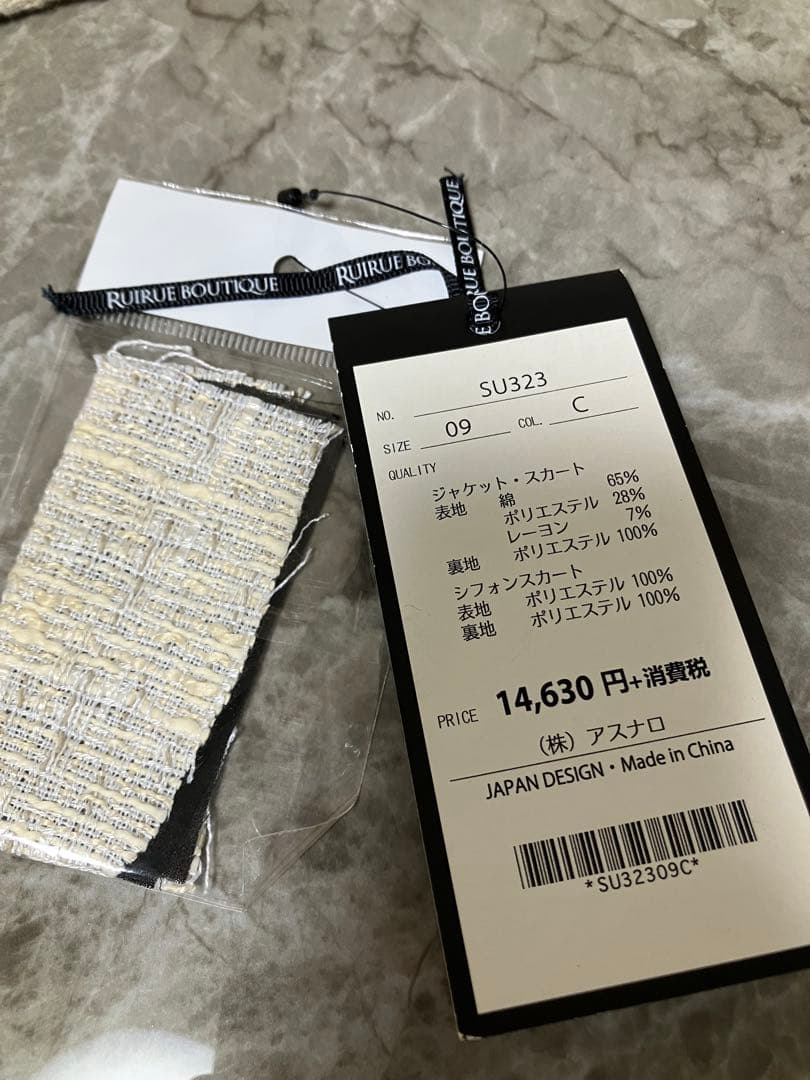 RUIRUE BOUTIQUE
RUIRUE BO
RUE BOUTIQUE
E BO
NO. SU323
SIZE 09 COL. C
QUALITY
ジャケット・スカート
表地 綿 65%
ポリエステル 28%
レーヨン 7%
裏地 ポリエステル 100%
シフォンスカート
表地 ポリエステル 100%
裏地 ポリエステル 100%
PRICE 14,630 円+消費税
(株) アスナロ
JAPAN DESIGN・Made in China
*SU32309C*